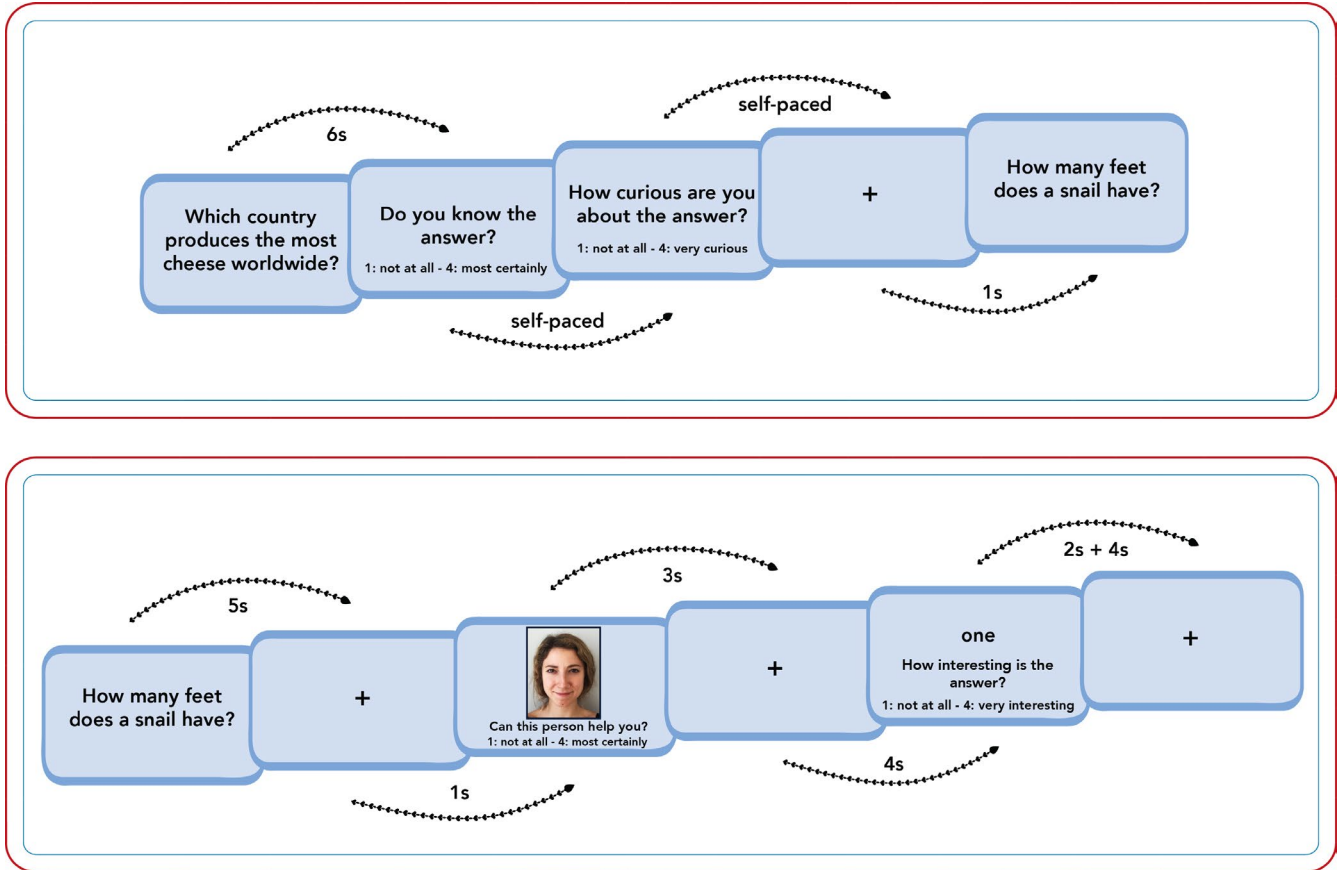 6s
Which country
produces the most
cheese worldwide?
Do you know the
answer?
1: not at all - 4: most certainly
self-paced
How curious are you
about the answer?
1: not at all - 4: very curious
self-paced
+
1s
How many feet
does a snail have?
5s
How many feet
does a snail have?
+
1s
Can this person help you?
1: not at all - 4: most certainly
3s
+
4s
one
How interesting is the
answer?
1: not at all - 4: very interesting
2s + 4s
+